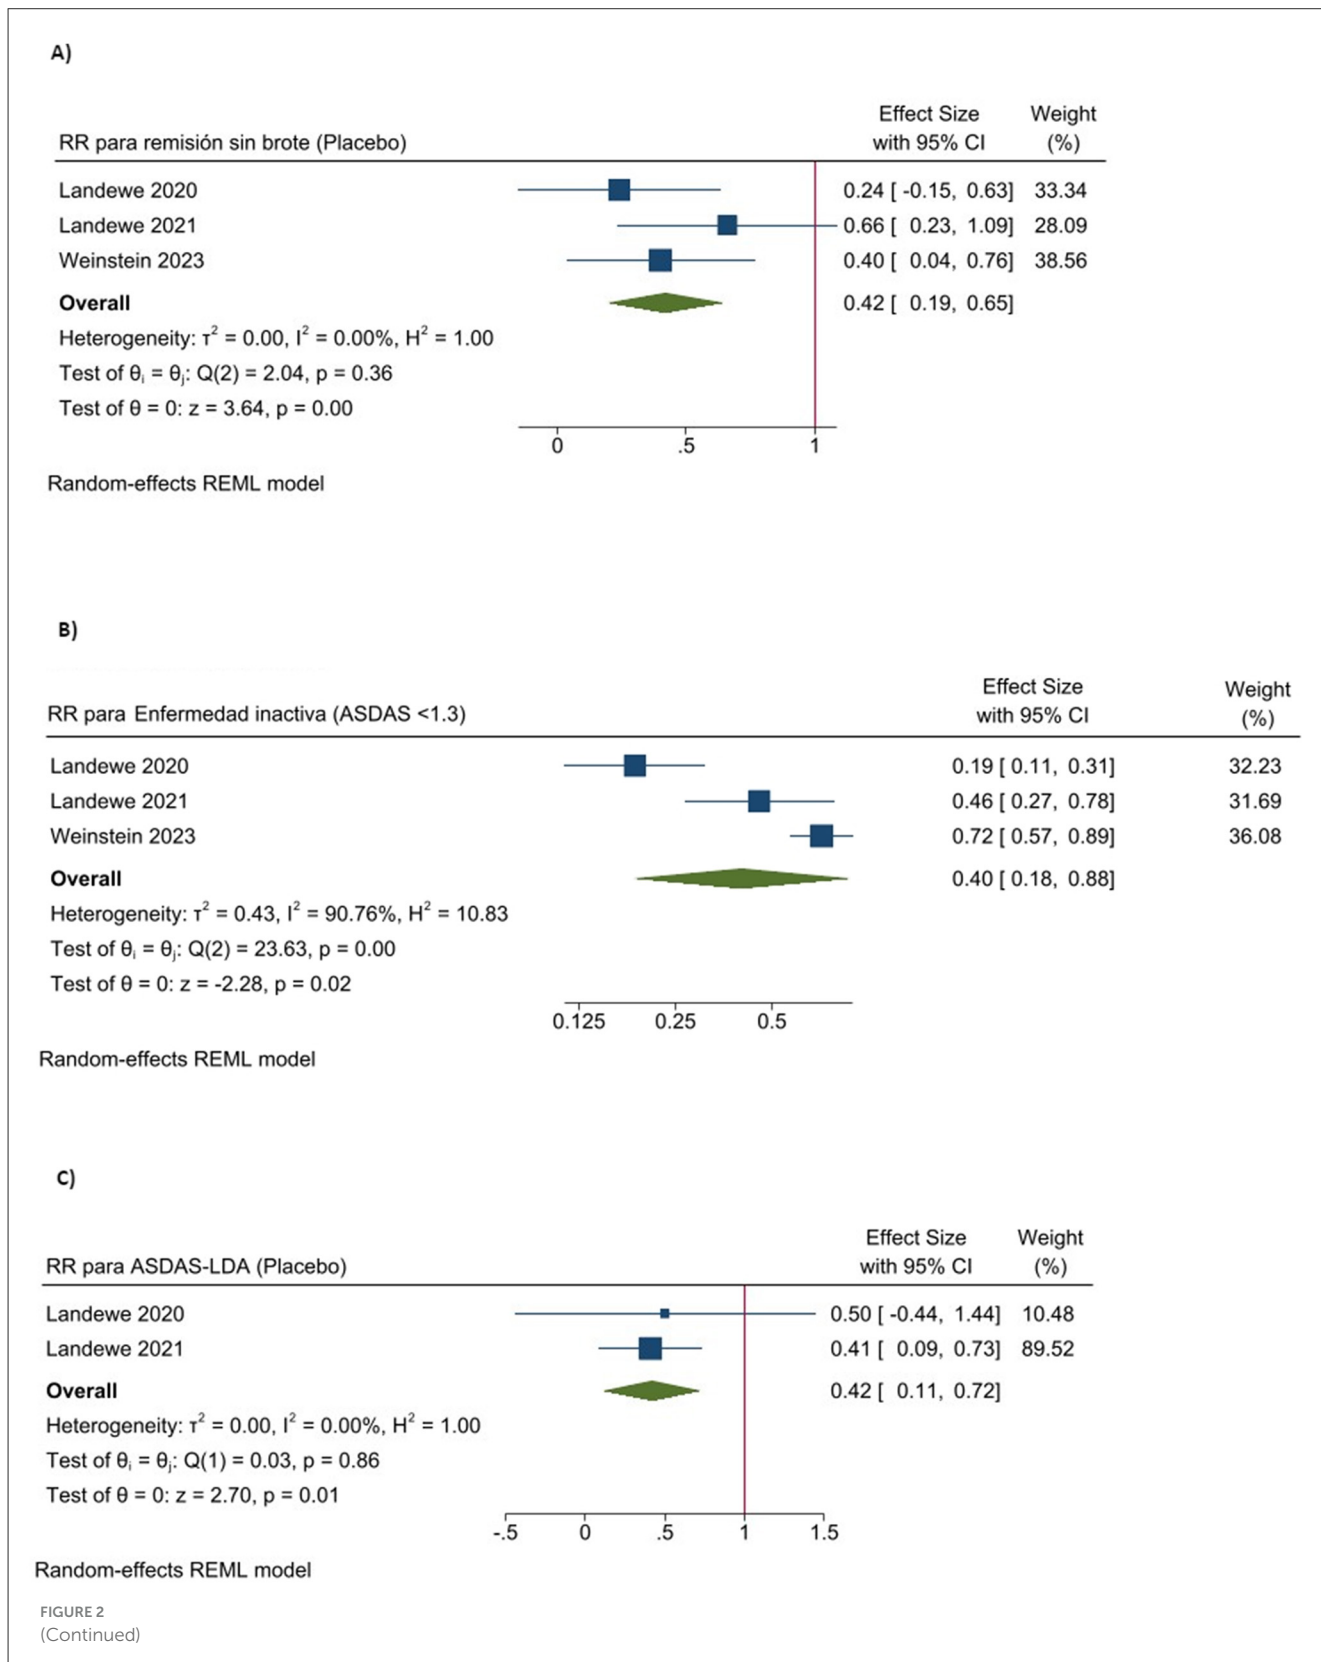 A)
Effect Size Weight
RR para remisión sin brote (Placebo) with 95% CI (%)
Landewe 2020 0.24 [ -0.15, 0.63] 33.34
Landewe 2021 0.66 [ 0.23, 1.09] 28.09
Weinstein 2023 0.40 [ 0.04, 0.76] 38.56
Overall 0.42 [ 0.19, 0.65]
Heterogeneity: τ² = 0.00, I² = 0.00%, H² = 1.00
Test of θᵢ = θⱼ: Q(2) = 2.04, p = 0.36
Test of θ = 0: z = 3.64, p = 0.00
0 .5 1
Random-effects REML model
B)
Effect Size Weight
RR para Enfermedad inactiva (ASDAS <1.3) with 95% CI (%)
Landewe 2020 0.19 [ 0.11, 0.31] 32.23
Landewe 2021 0.46 [ 0.27, 0.78] 31.69
Weinstein 2023 0.72 [ 0.57, 0.89] 36.08
Overall 0.40 [ 0.18, 0.88]
Heterogeneity: τ² = 0.43, I² = 90.76%, H² = 10.83
Test of θᵢ = θⱼ: Q(2) = 23.63, p = 0.00
Test of θ = 0: z = -2.28, p = 0.02
0.125 0.25 0.5
Random-effects REML model
C)
Effect Size Weight
RR para ASDAS-LDA (Placebo) with 95% CI (%)
Landewe 2020 0.50 [ -0.44, 1.44] 10.48
Landewe 2021 0.41 [ 0.09, 0.73] 89.52
Overall 0.42 [ 0.11, 0.72]
Heterogeneity: τ² = 0.00, I² = 0.00%, H² = 1.00
Test of θᵢ = θⱼ: Q(1) = 0.03, p = 0.86
Test of θ = 0: z = 2.70, p = 0.01
-.5 0 .5 1 1.5
Random-effects REML model
FIGURE 2
(Continued)